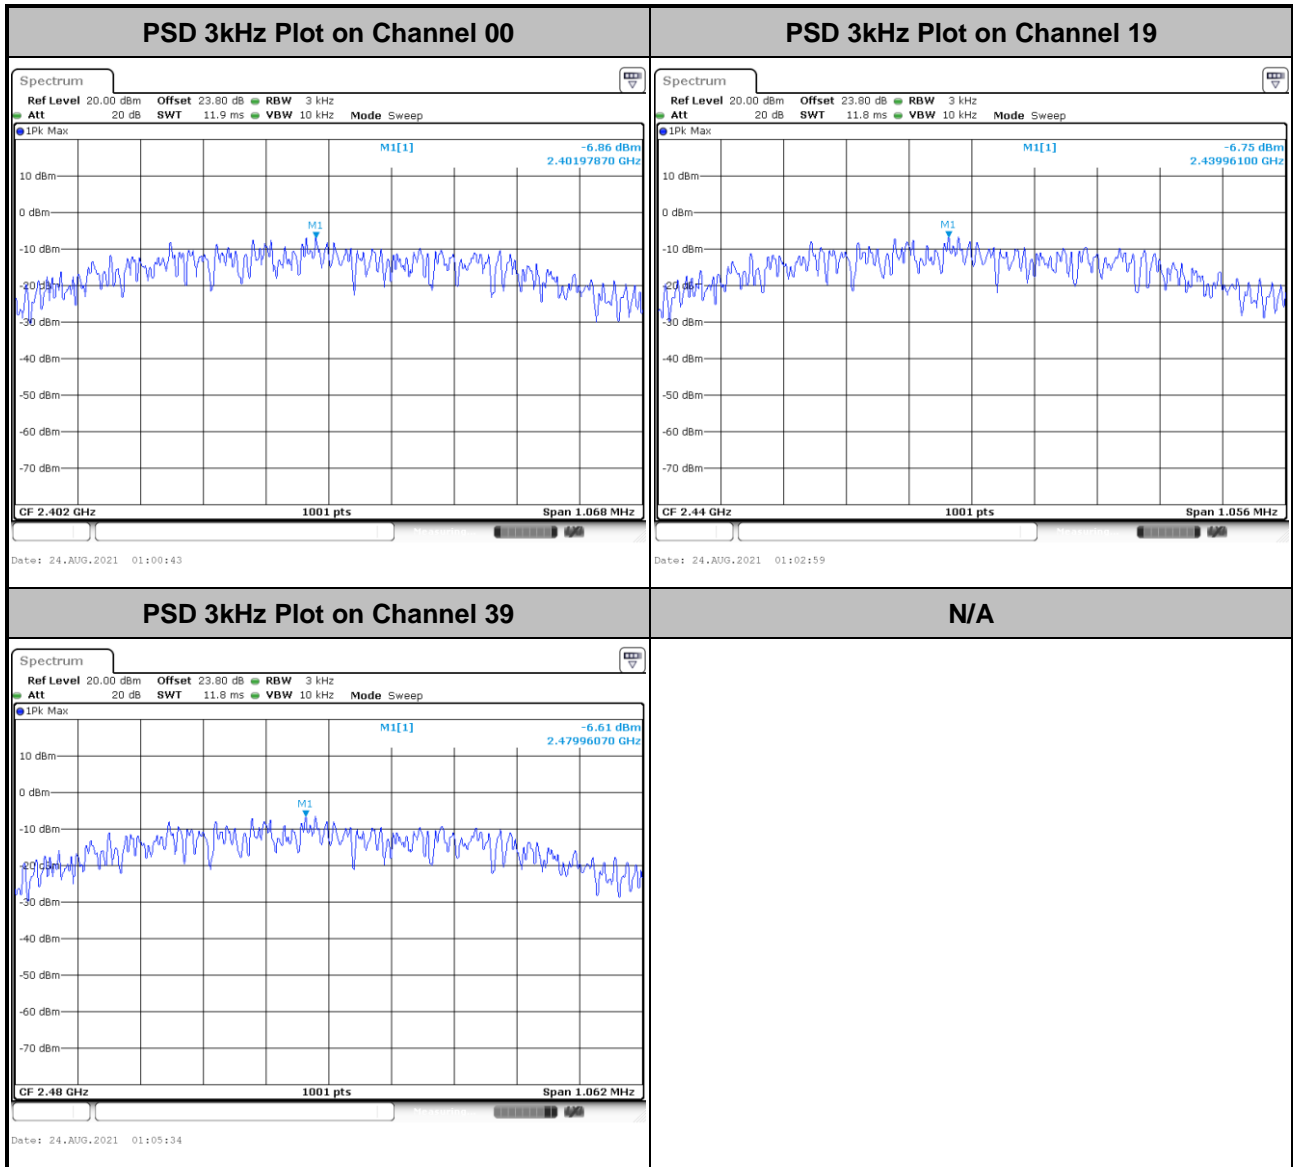 PSD 3kHz Plot on Channel 00
PSD 3kHz Plot on Channel 19
Spectrum
Ref Level 20.00 dBm Offset 23.80 dB RBW 3 kHz
Att 20 dB SWT 11.9 ms VBW 10 kHz Mode Sweep
1Pk Max
M1[1] -6.86 dBm
2.40197870 GHz
10 dBm
0 dBm
M1
-10 dBm
-20 dBm
-30 dBm
-40 dBm
-50 dBm
-60 dBm
-70 dBm
CF 2.402 GHz 1001 pts Span 1.068 MHz
Measuring...
Date: 24.AUG.2021 01:00:43
Spectrum
Ref Level 20.00 dBm Offset 23.80 dB RBW 3 kHz
Att 20 dB SWT 11.8 ms VBW 10 kHz Mode Sweep
1Pk Max
M1[1] -6.75 dBm
2.43996100 GHz
10 dBm
0 dBm
M1
-10 dBm
-20 dBm
-30 dBm
-40 dBm
-50 dBm
-60 dBm
-70 dBm
CF 2.44 GHz 1001 pts Span 1.056 MHz
Measuring...
Date: 24.AUG.2021 01:02:59
PSD 3kHz Plot on Channel 39
N/A
Spectrum
Ref Level 20.00 dBm Offset 23.80 dB RBW 3 kHz
Att 20 dB SWT 11.8 ms VBW 10 kHz Mode Sweep
1Pk Max
M1[1] -6.61 dBm
2.47996070 GHz
10 dBm
0 dBm
M1
-10 dBm
-20 dBm
-30 dBm
-40 dBm
-50 dBm
-60 dBm
-70 dBm
CF 2.48 GHz 1001 pts Span 1.062 MHz
Measuring...
Date: 24.AUG.2021 01:05:34